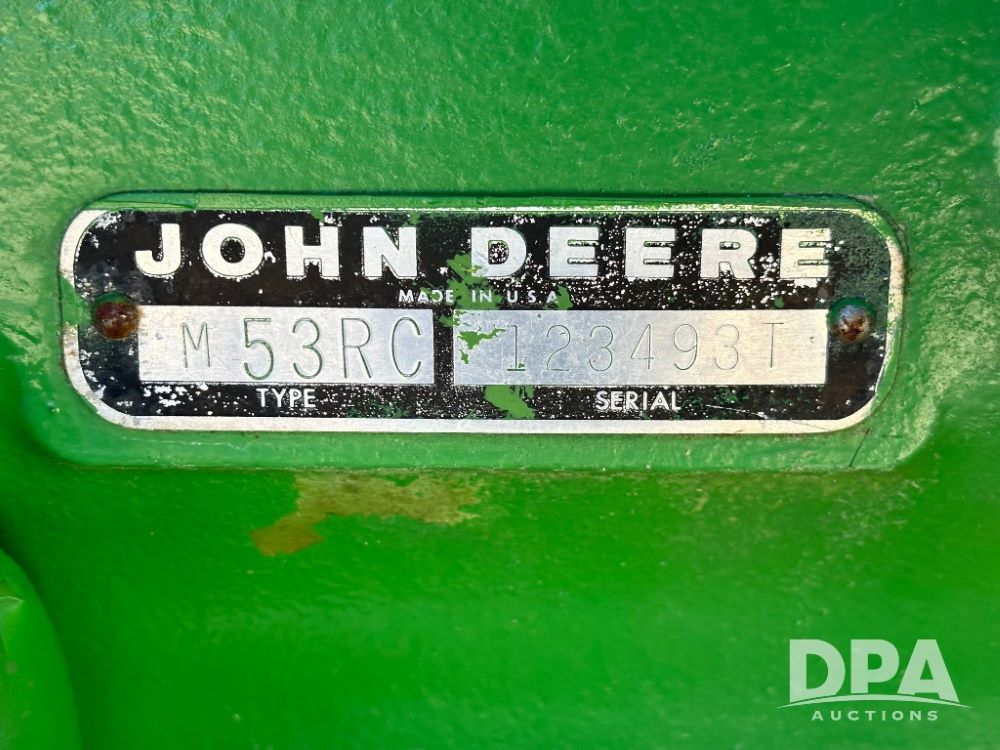 JOHN DEERE
MADE IN U.S.A.
M 53RC 123493T
TYPE SERIAL
DPA
AUCTIONS